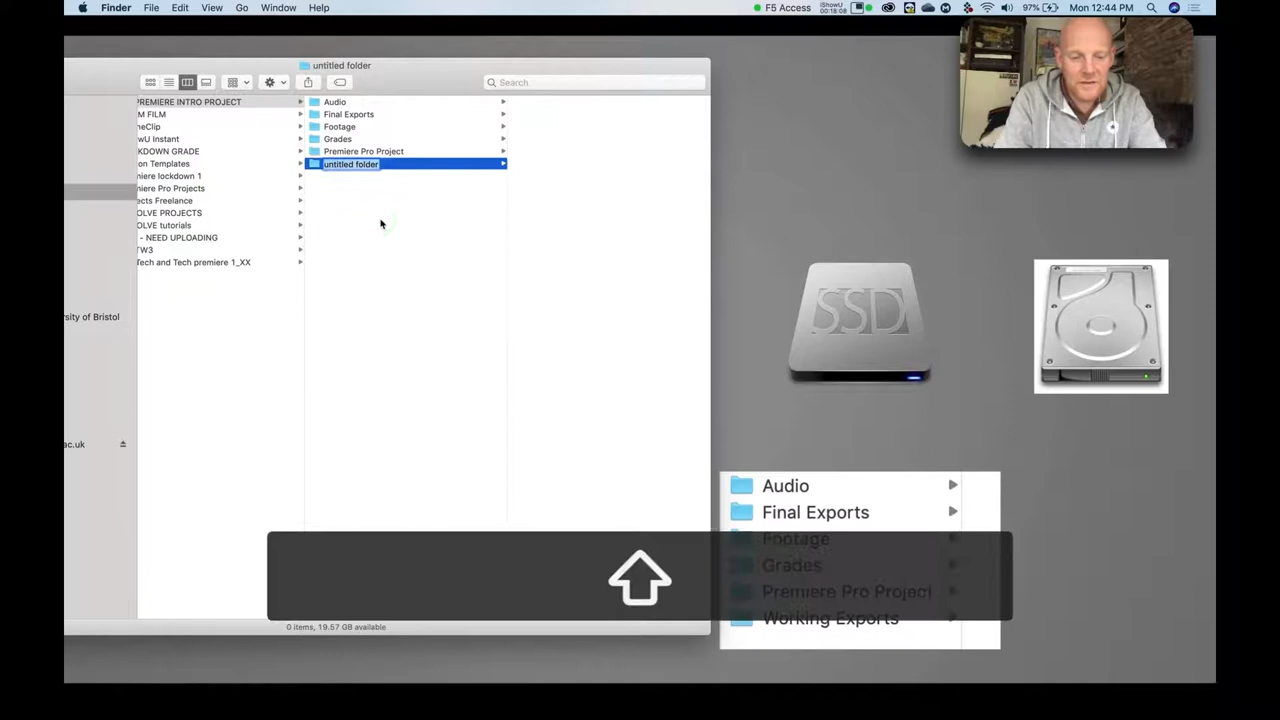 Finder File Edit View Go Window Help F5 Access iShowU 00:18:08 97% Mon 12:44 PM
untitled folder
Search
PREMIERE INTRO PROJECT
M FILM
neClip
wU Instant
KDOWN GRADE
on Templates
niere lockdown 1
niere Pro Projects
ects Freelance
OLVE PROJECTS
OLVE tutorials
- NEED UPLOADING
TW3
Tech and Tech premiere 1_XX
Audio
Final Exports
Footage
Grades
Premiere Pro Project
untitled folder
rsity of Bristol
ac.uk
0 items, 19.57 GB available
SSD
Audio
Final Exports
Footage
Grades
Premiere Pro Project
Working Exports